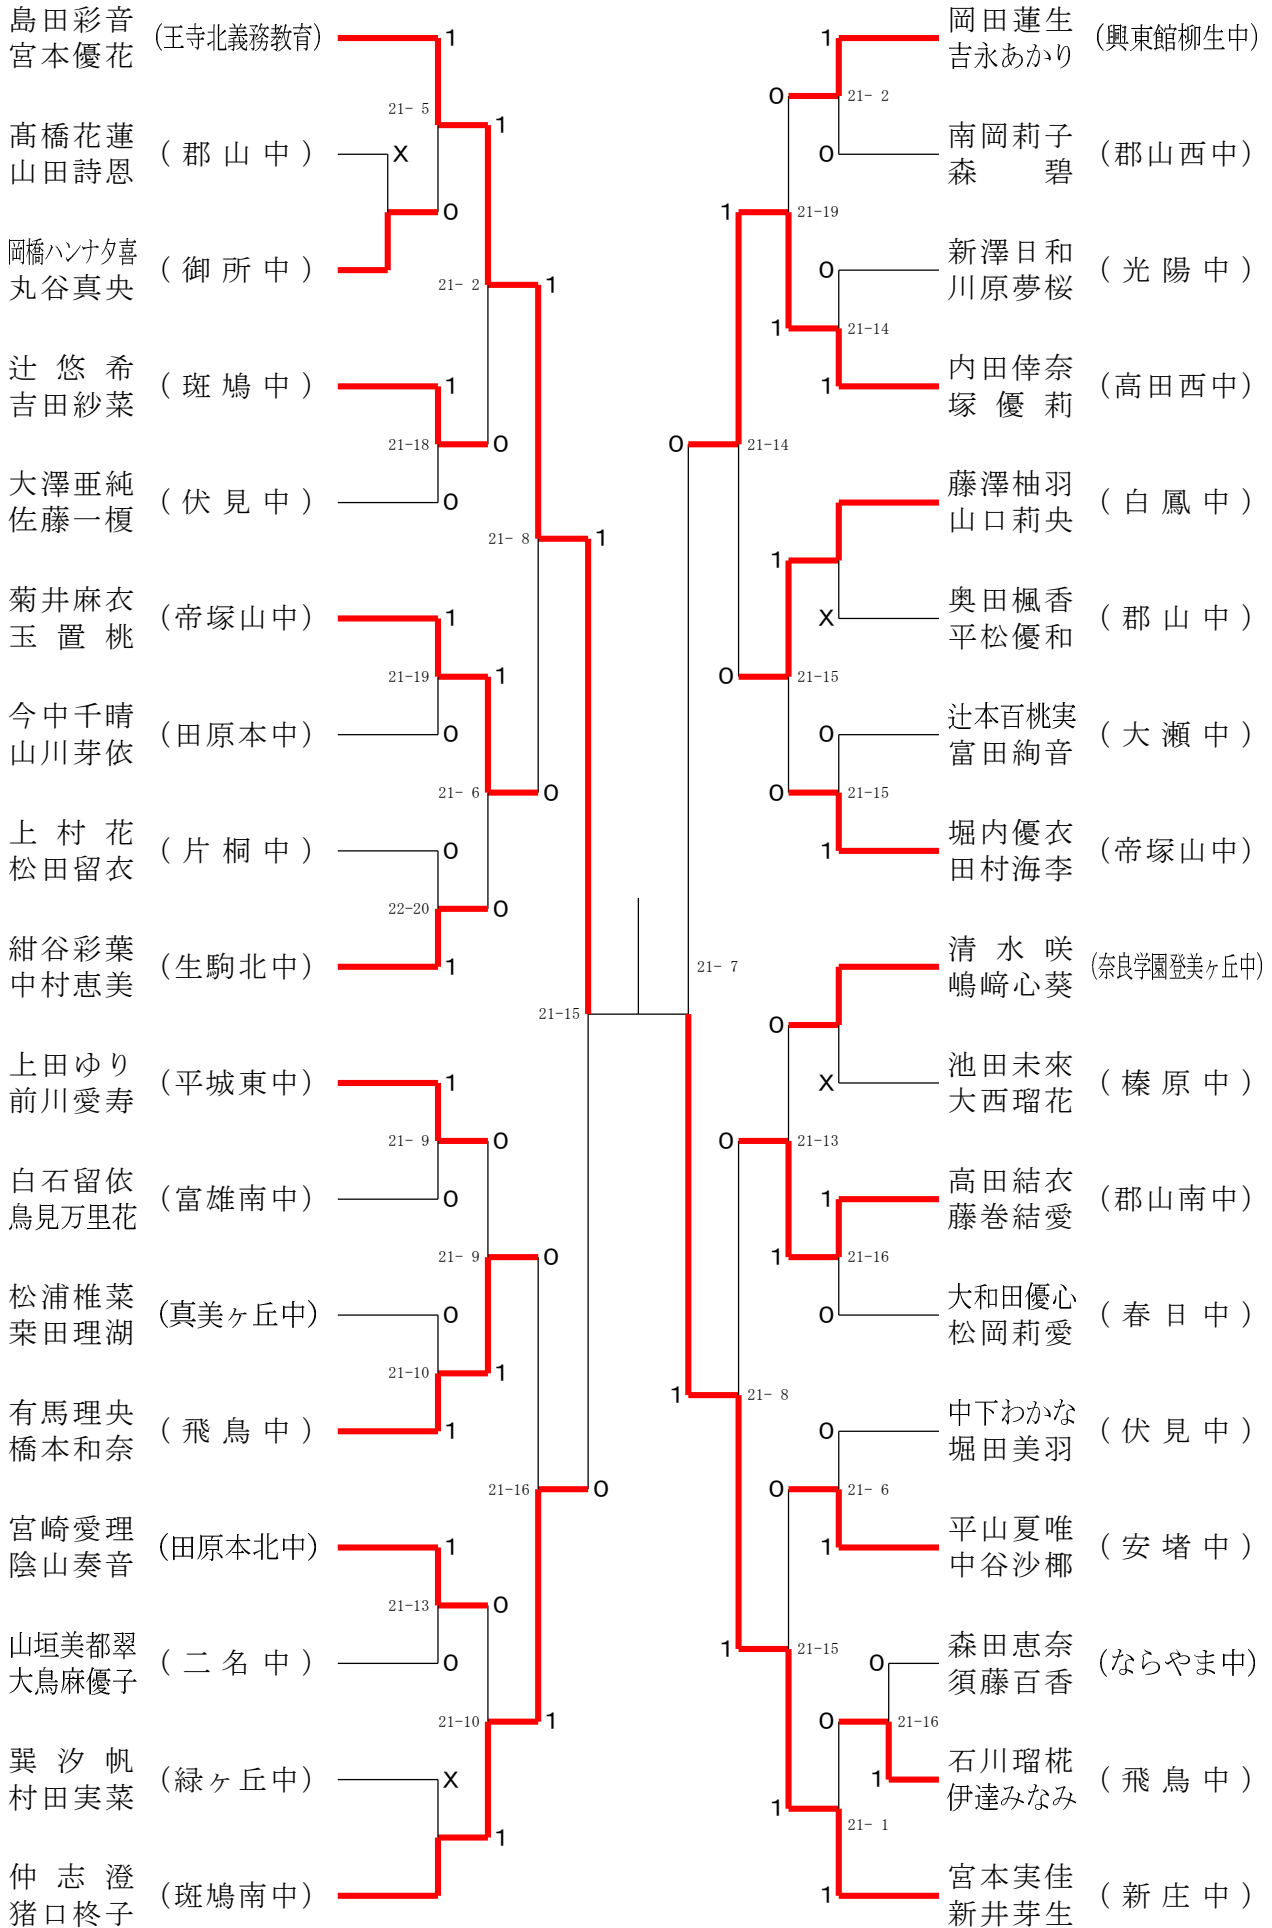 島田彩音
宮本優花
(王寺北義務教育)
1
21- 5
1
髙橋花蓮
山田詩恩
(郡山中)
X
0
岡橋ハンナ夕喜
丸谷真央
(御所中)
21- 2
1
辻悠希
吉田紗菜
(斑鳩中)
1
21-18
0
大澤亜純
佐藤一榎
(伏見中)
0
21- 8
1
菊井麻衣
玉置桃
(帝塚山中)
1
21-19
1
今中千晴
山川芽依
(田原本中)
0
21- 6
0
上村花
松田留衣
(片桐中)
0
22-20
0
紺谷彩葉
中村恵美
(生駒北中)
1
21-15
上田ゆり
前川愛寿
(平城東中)
1
21- 9
0
白石留依
鳥見万里花
(富雄南中)
0
21- 9
0
松浦椎菜
栞田理湖
(真美ヶ丘中)
0
21-10
1
有馬理央
橋本和奈
(飛鳥中)
1
21-16
0
宮崎愛理
陰山奏音
(田原本北中)
1
21-13
0
山垣美都翠
大鳥麻優子
(二名中)
0
21-10
1
巽汐帆
村田実菜
(緑ヶ丘中)
X
1
仲志澄
猪口柊子
(斑鳩南中)
岡田蓮生
吉永あかり
(興東館柳生中)
1
0
21- 2
南岡莉子
森碧
(郡山西中)
0
1
21-19
新澤日和
川原夢桜
(光陽中)
0
1
21-14
内田倖奈
塚優莉
(高田西中)
1
0
21-14
藤澤柚羽
山口莉央
(白鳳中)
1
奥田楓香
平松優和
(郡山中)
X
0
21-15
辻本百桃実
富田絢音
(大瀬中)
0
0
21-15
堀内優衣
田村海李
(帝塚山中)
1
21- 7
清水咲
嶋﨑心葵
(奈良学園登美ヶ丘中)
0
池田未來
大西瑠花
(榛原中)
X
0
21-13
高田結衣
藤巻結愛
(郡山南中)
1
1
21-16
大和田優心
松岡莉愛
(春日中)
0
1
21- 8
中下わかな
堀田美羽
(伏見中)
0
0
21- 6
平山夏唯
中谷沙椰
(安堵中)
1
1
21-15
森田恵奈
須藤百香
(ならやま中)
0
0
21-16
石川瑠椛
伊達みなみ
(飛鳥中)
1
1
21- 1
宮本実佳
新井芽生
(新庄中)
1